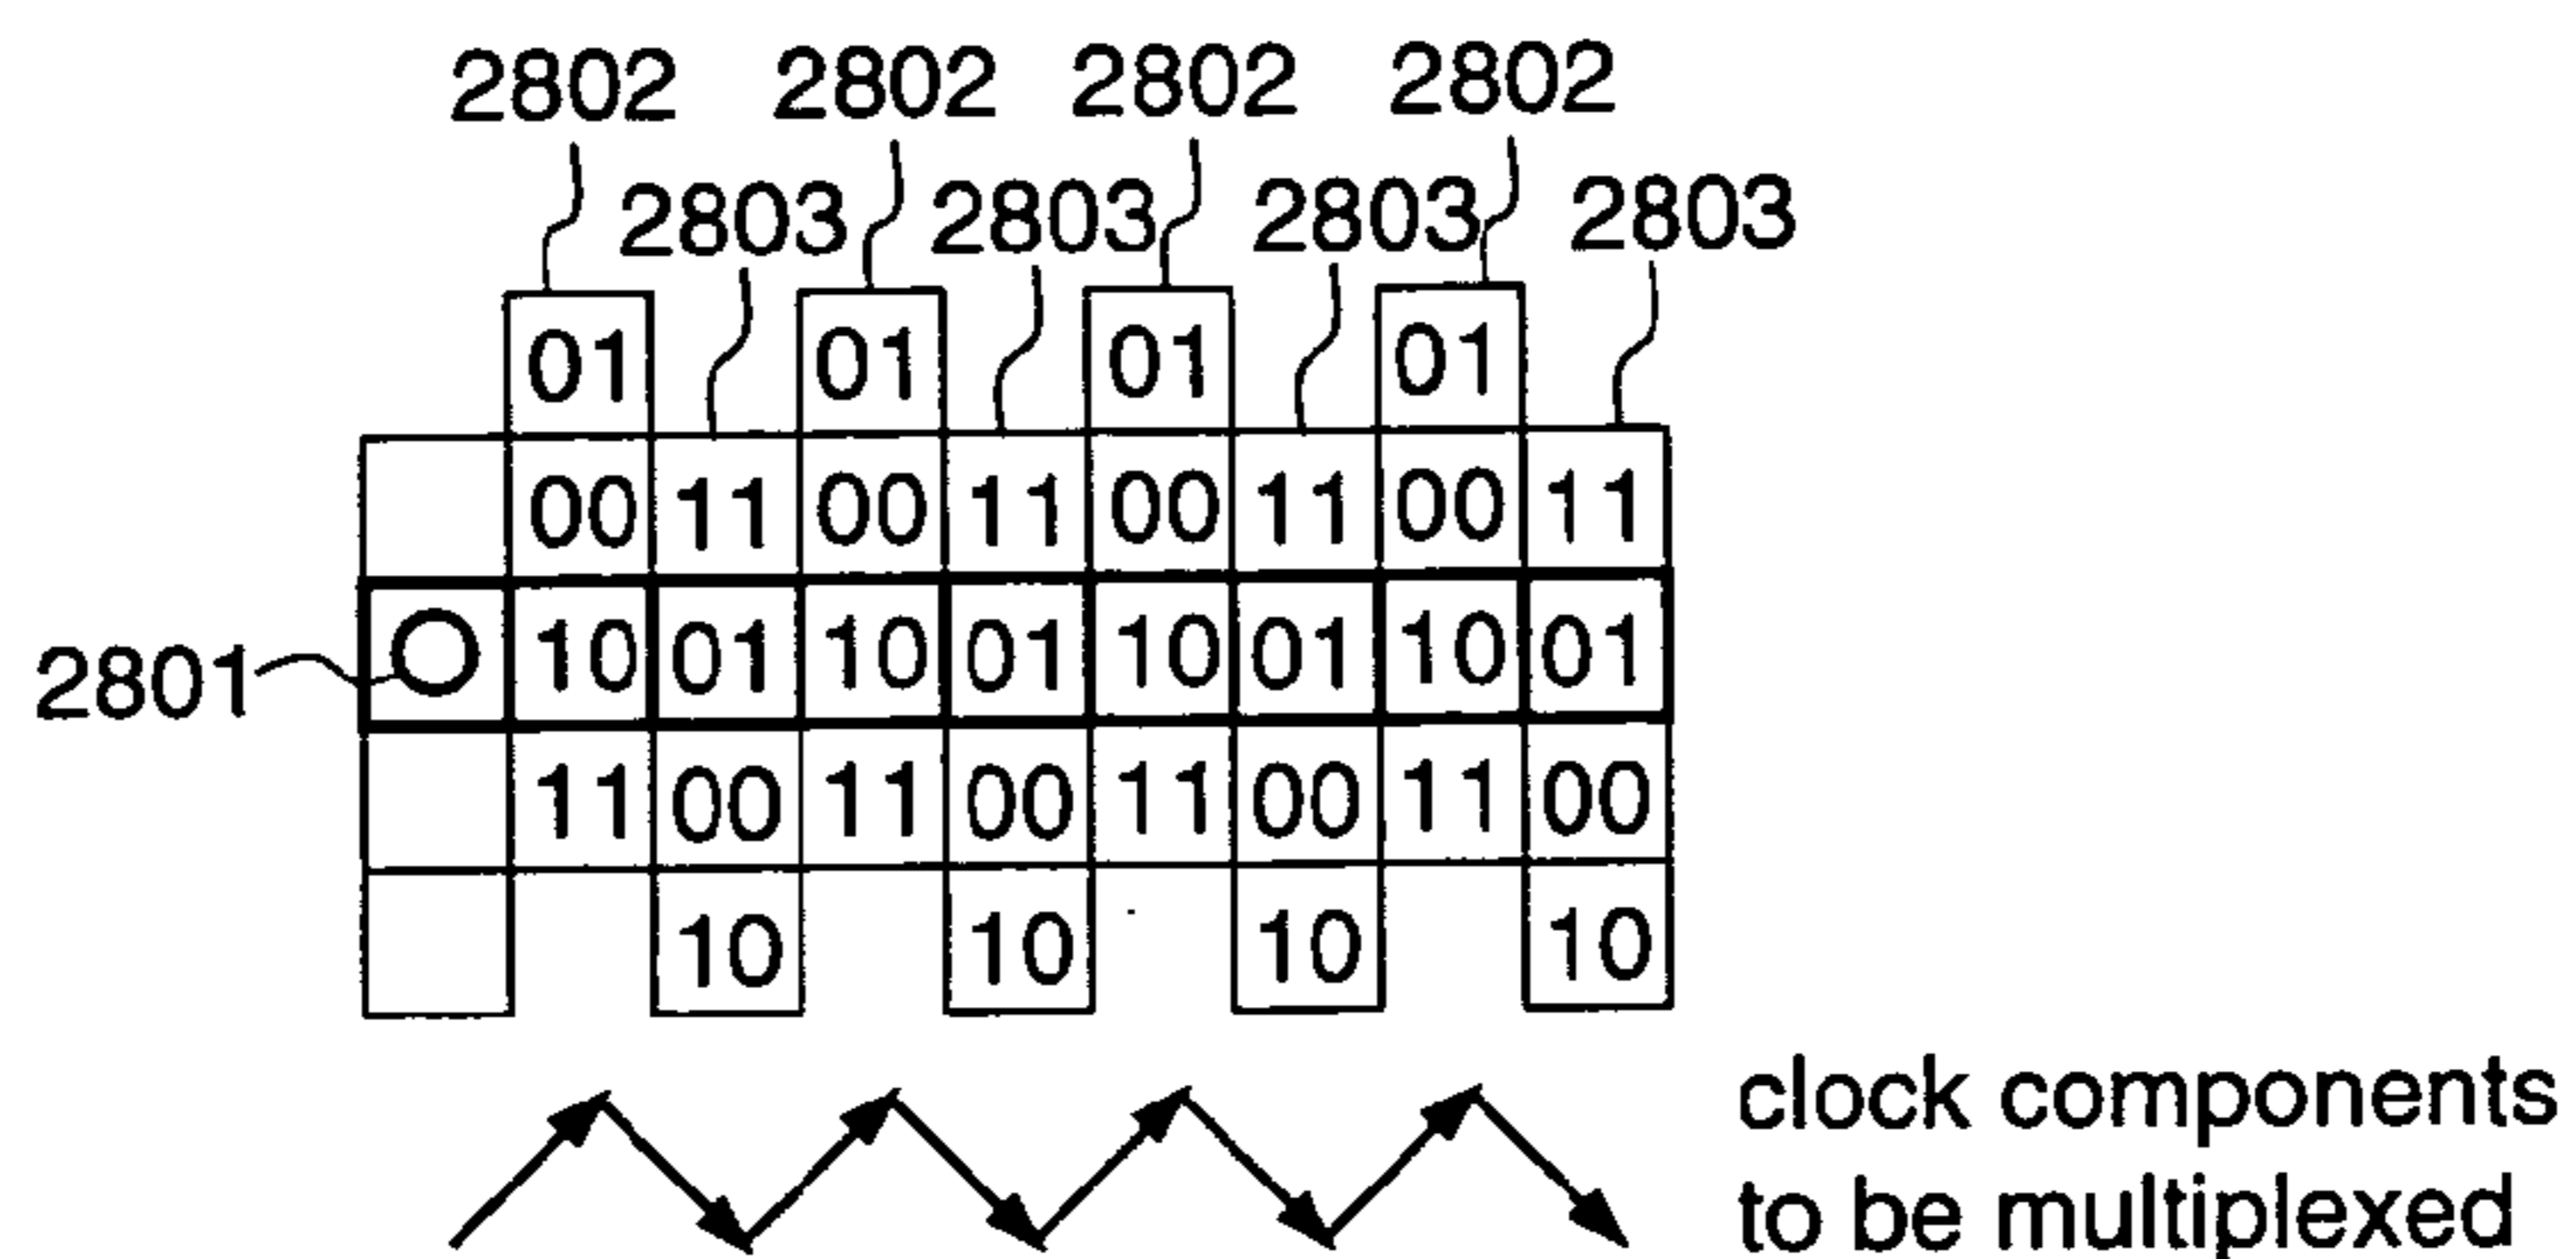 2802 2802 2802 2802
2803 2803 2803 2803
01 01 01 01
00 11 00 11 00 11 00 11
2801 10 01 10 01 10 01 10 01
11 00 11 00 11 00 11 00
10 10 10 10
clock components
to be multiplexed